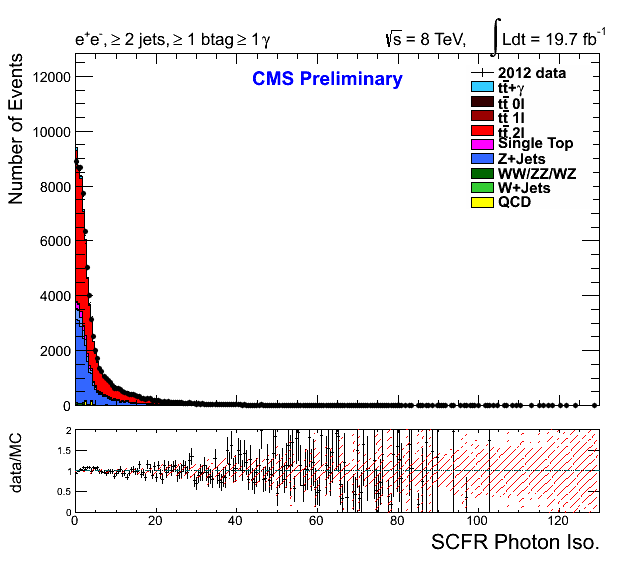 e⁺e⁻, ≥ 2 jets, ≥ 1 btag ≥ 1 γ √s = 8 TeV, ∫ Ldt = 19.7 fb⁻¹
CMS Preliminary
2012 data
tt̄+γ
tt̄ 0l
tt̄ 1l
tt̄ 2l
Single Top
Z+Jets
WW/ZZ/WZ
W+Jets
QCD
Number of Events
12000
10000
8000
6000
4000
2000
0
data/MC
2
1.5
1
0.5
0
0 20 40 60 80 100 120
SCFR Photon Iso.